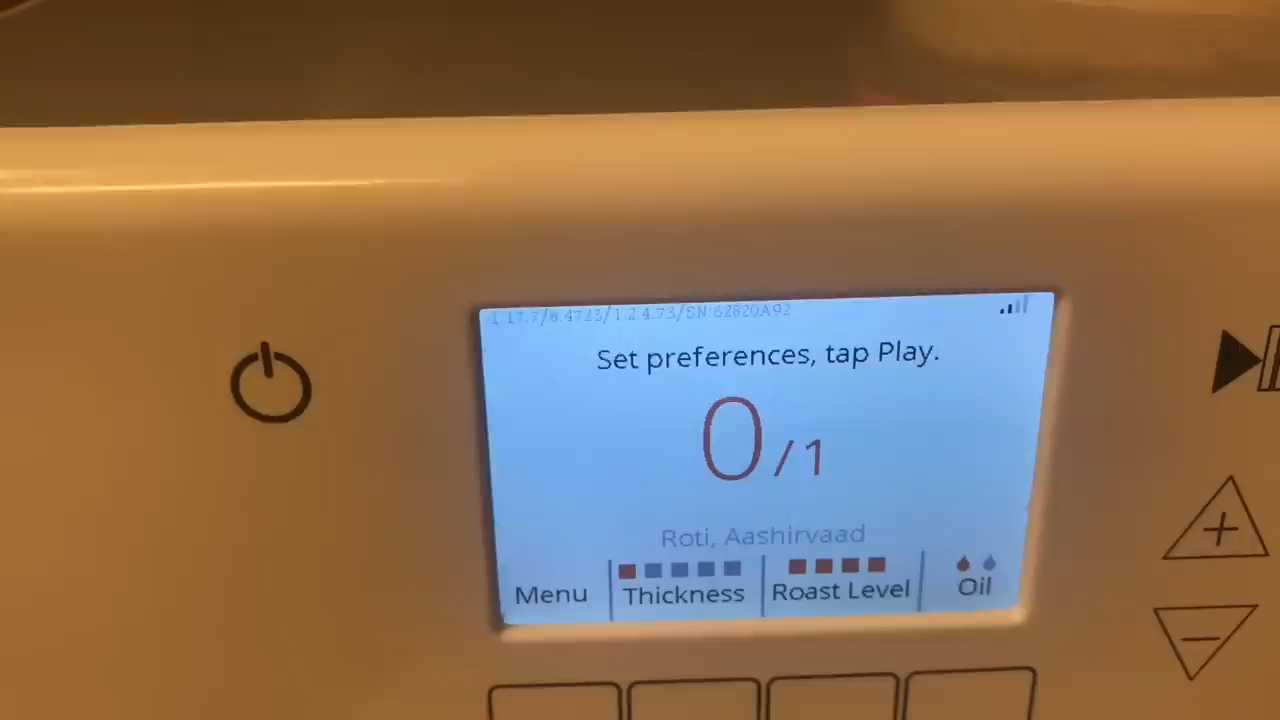 1.17.7/6.4723/1.2.4.73/SN:62820A92
Set preferences, tap Play.
0/1
Roti, Aashirvaad
Menu
Thickness
Roast Level
Oil